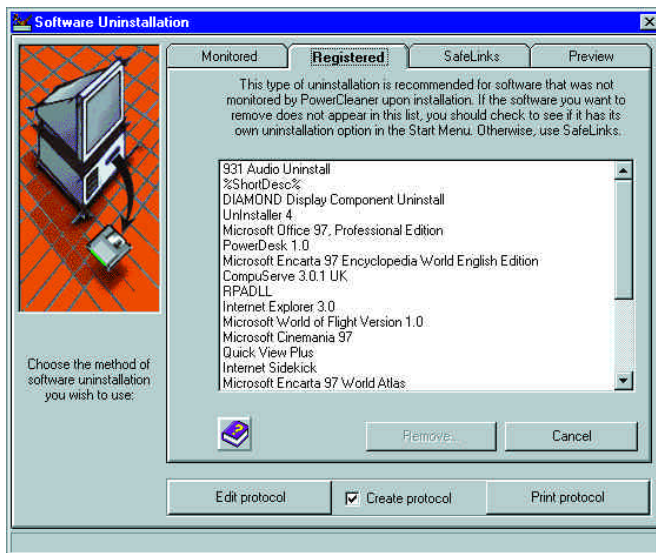 Software Uninstallation
Monitored
Registered
SafeLinks
Preview
This type of uninstallation is recommended for software that was not
monitored by PowerCleaner upon installation. If the software you want to
remove does not appear in this list, you should check to see if it has its
own uninstallation option in the Start Menu. Otherwise, use SafeLinks.
931 Audio Uninstall
%ShortDesc%
DIAMOND Display Component Uninstall
UnInstaller 4
Microsoft Office 97, Professional Edition
PowerDesk 1.0
Microsoft Encarta 97 Encyclopedia World English Edition
CompuServe 3.0.1 UK
RPADLL
Internet Explorer 3.0
Microsoft World of Flight Version 1.0
Microsoft Cinemania 97
Quick View Plus
Internet Sidekick
Microsoft Encarta 97 World Atlas
Choose the method of
software uninstallation
you wish to use:
Remove...
Cancel
Edit protocol
Create protocol
Print protocol